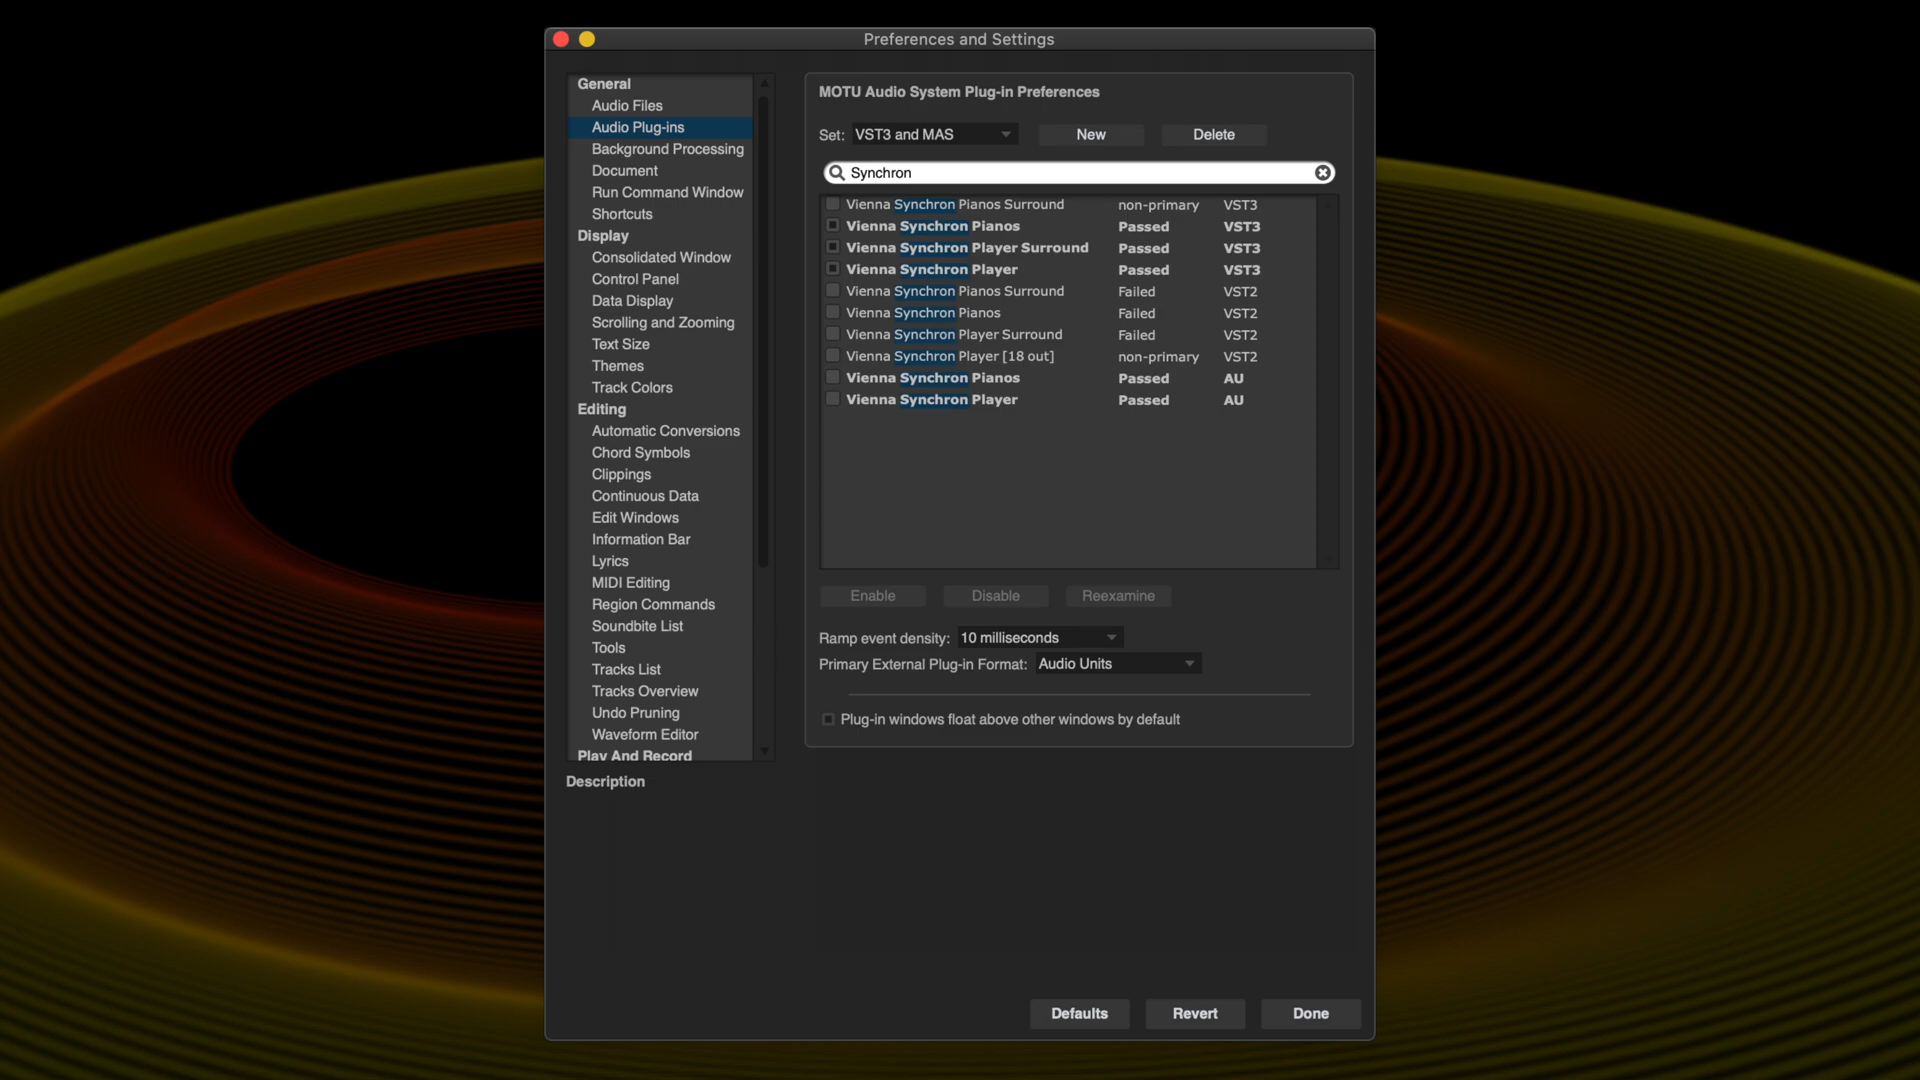 Preferences and Settings
General
Audio Files
Audio Plug-ins
Background Processing
Document
Run Command Window
Shortcuts
Display
Consolidated Window
Control Panel
Data Display
Scrolling and Zooming
Text Size
Themes
Track Colors
Editing
Automatic Conversions
Chord Symbols
Clippings
Continuous Data
Edit Windows
Information Bar
Lyrics
MIDI Editing
Region Commands
Soundbite List
Tools
Tracks List
Tracks Overview
Undo Pruning
Waveform Editor
Play And Record
Description
MOTU Audio System Plug-in Preferences
Set: VST3 and MAS New Delete
Synchron
Vienna Synchron Pianos Surround non-primary VST3
Vienna Synchron Pianos Passed VST3
Vienna Synchron Player Surround Passed VST3
Vienna Synchron Player Passed VST3
Vienna Synchron Pianos Surround Failed VST2
Vienna Synchron Pianos Failed VST2
Vienna Synchron Player Surround Failed VST2
Vienna Synchron Player [18 out] non-primary VST2
Vienna Synchron Pianos Passed AU
Vienna Synchron Player Passed AU
Enable Disable Reexamine
Ramp event density: 10 milliseconds
Primary External Plug-in Format: Audio Units
Plug-in windows float above other windows by default
Defaults Revert Done